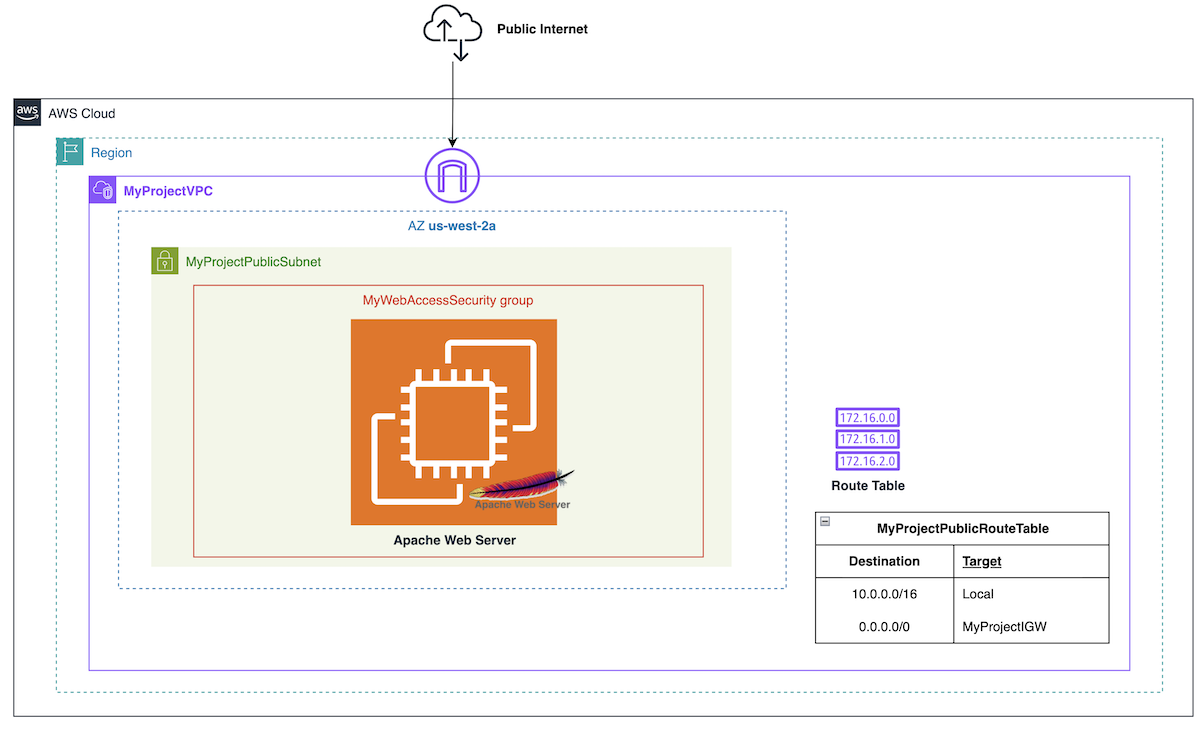 Public Internet
aws
AWS Cloud
Region
MyProjectVPC
AZ us-west-2a
MyProjectPublicSubnet
MyWebAccessSecurity group
Apache Web Server
Apache Web Server
172.16.0.0
172.16.1.0
172.16.2.0
Route Table
MyProjectPublicRouteTable
Destination Target
10.0.0.0/16 Local
0.0.0.0/0 MyProjectIGW